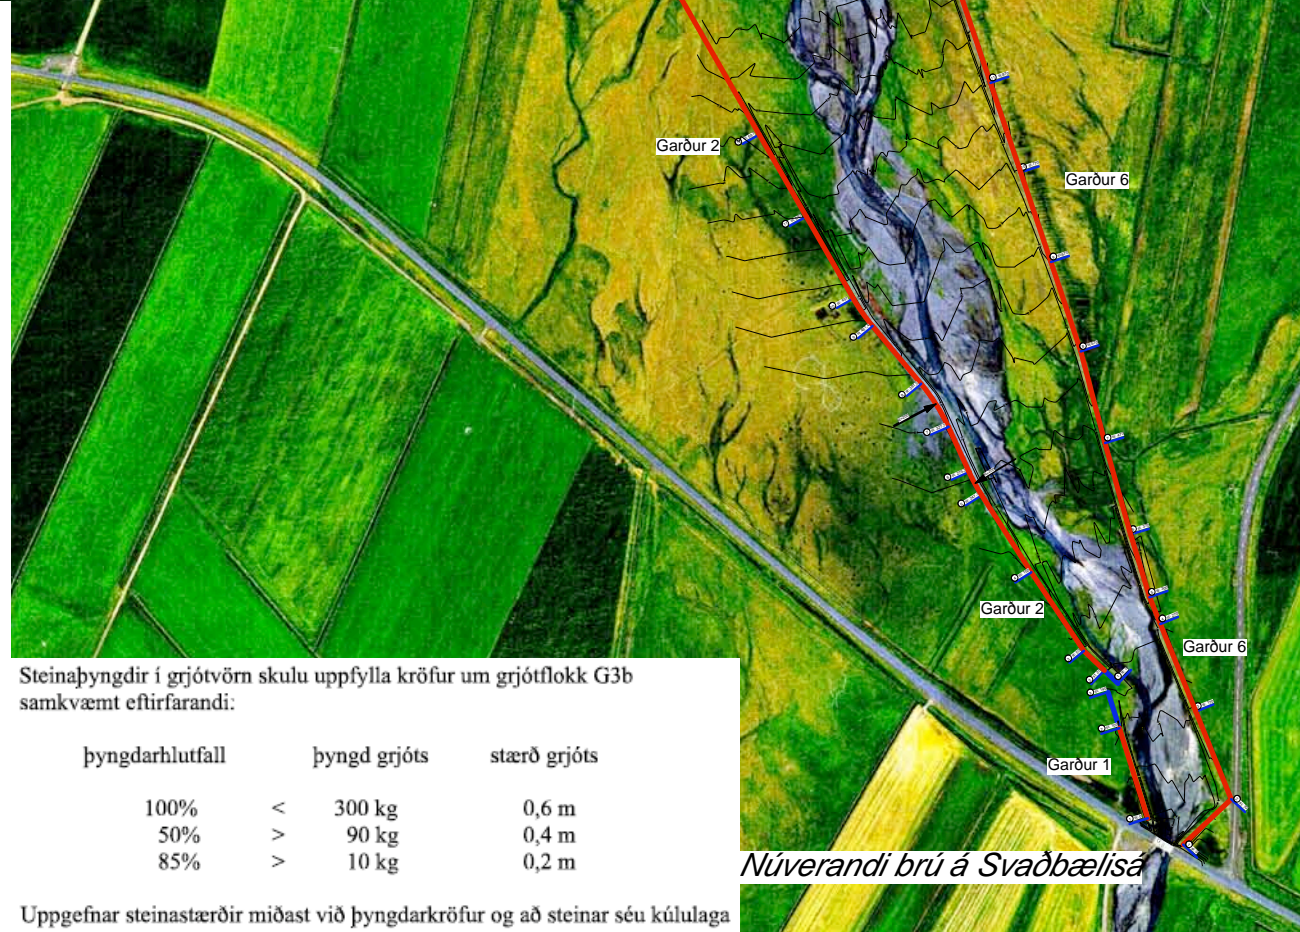 Garður 2
Garður 6
Garður 2
Garður 6
Garður 1
Núverandi brú á Svaðbælisá
Steinaþyngdir í grjótvörn skulu uppfylla kröfur um grjótflokk G3b
samkvæmt eftirfarandi:
þyngdarhlutfall þyngd grjóts stærð grjóts
100% < 300 kg 0,6 m
50% > 90 kg 0,4 m
85% > 10 kg 0,2 m
Uppgefnar steinastærðir miðast við þyngdarkröfur og að steinar séu kúlulaga